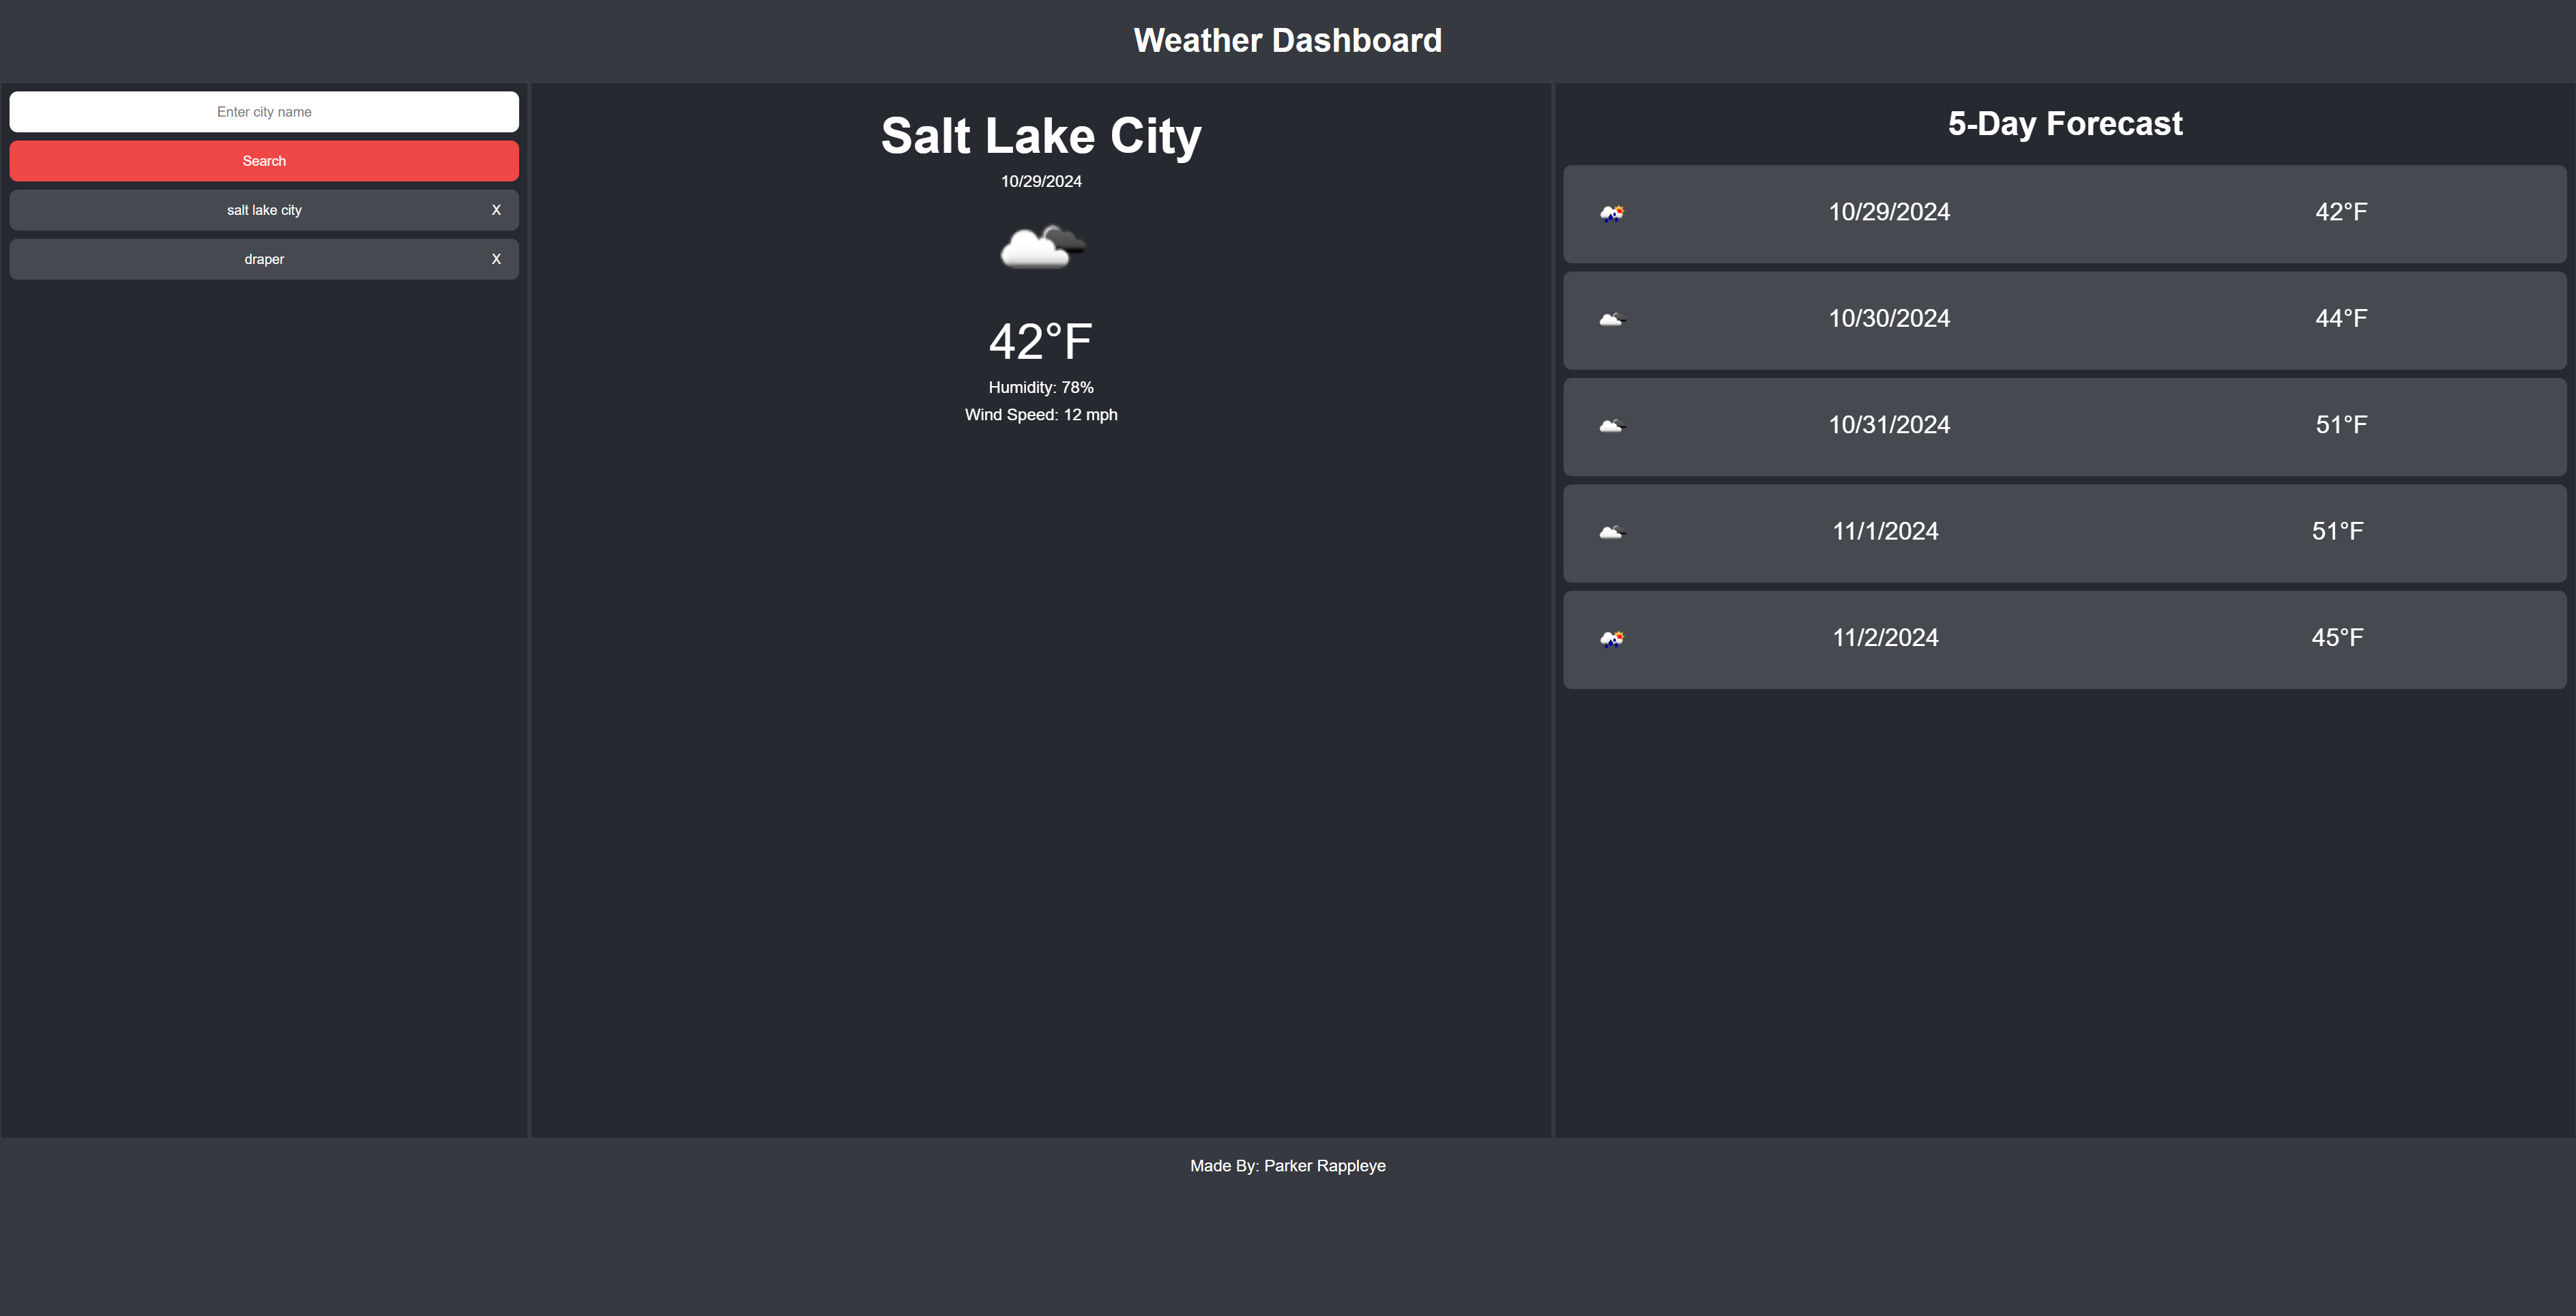 Weather Dashboard
Enter city name
Search
salt lake city X
draper X
Salt Lake City
10/29/2024
42°F
Humidity: 78%
Wind Speed: 12 mph
5-Day Forecast
10/29/2024 42°F
10/30/2024 44°F
10/31/2024 51°F
11/1/2024 51°F
11/2/2024 45°F
Made By: Parker Rappleye